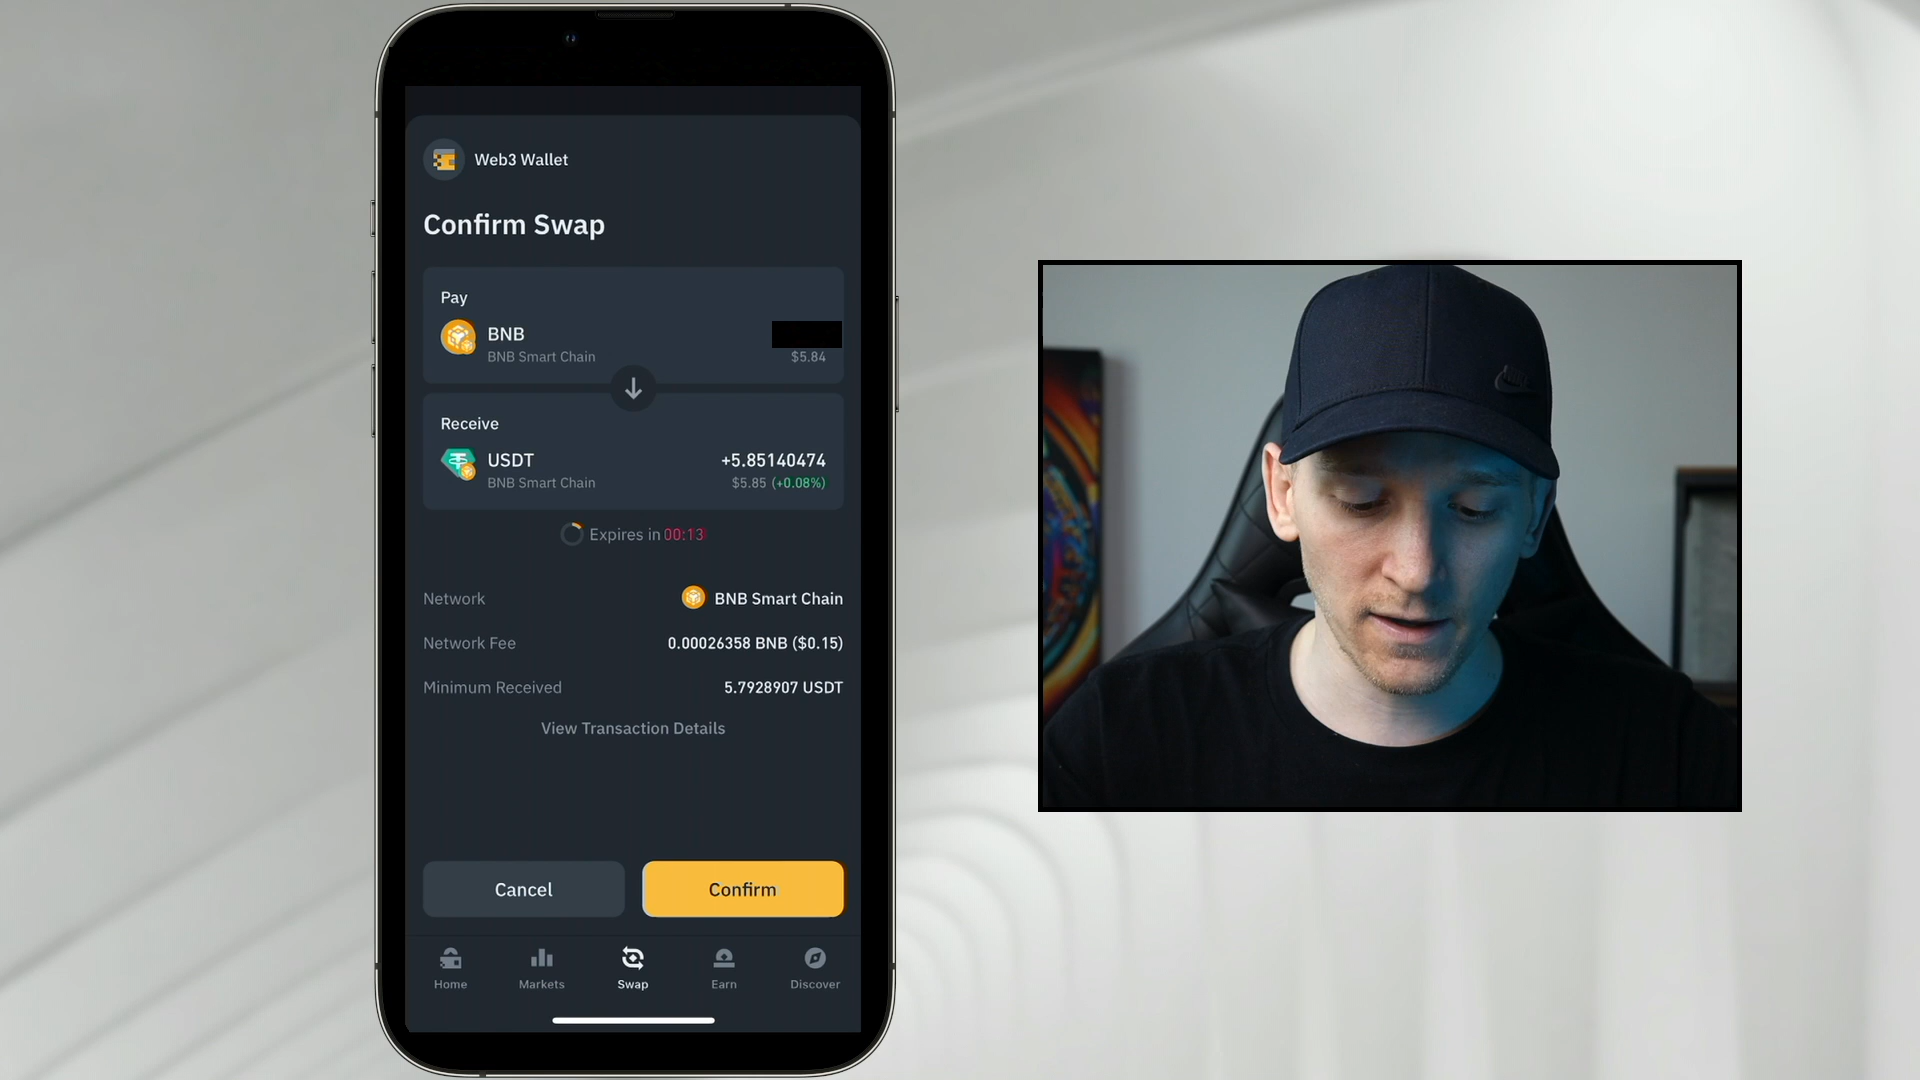 Web3 Wallet
Confirm Swap
Pay
BNB
BNB Smart Chain
$5.84
Receive
USDT
+5.85140474
BNB Smart Chain
$5.85 (+0.08%)
Expires in 00:13
Network
BNB Smart Chain
Network Fee
0.00026358 BNB ($0.15)
Minimum Received
5.7928907 USDT
View Transaction Details
Cancel
Confirm
Home
Markets
Swap
Earn
Discover